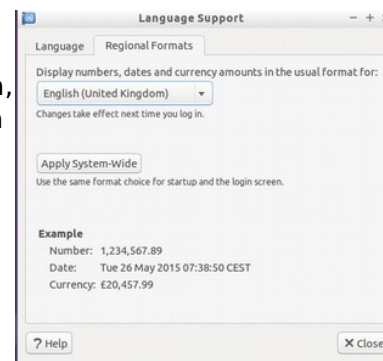 Language Support
Language Regional Formats
Display numbers, dates and currency amounts in the usual format for:
English (United Kingdom)
Changes take effect next time you log in.
Apply System-Wide
Use the same format choice for startup and the login screen.
Example
Number: 1,234,567.89
Date: Tue 26 May 2015 07:38:50 CEST
Currency: £20,457.99
? Help
X Close